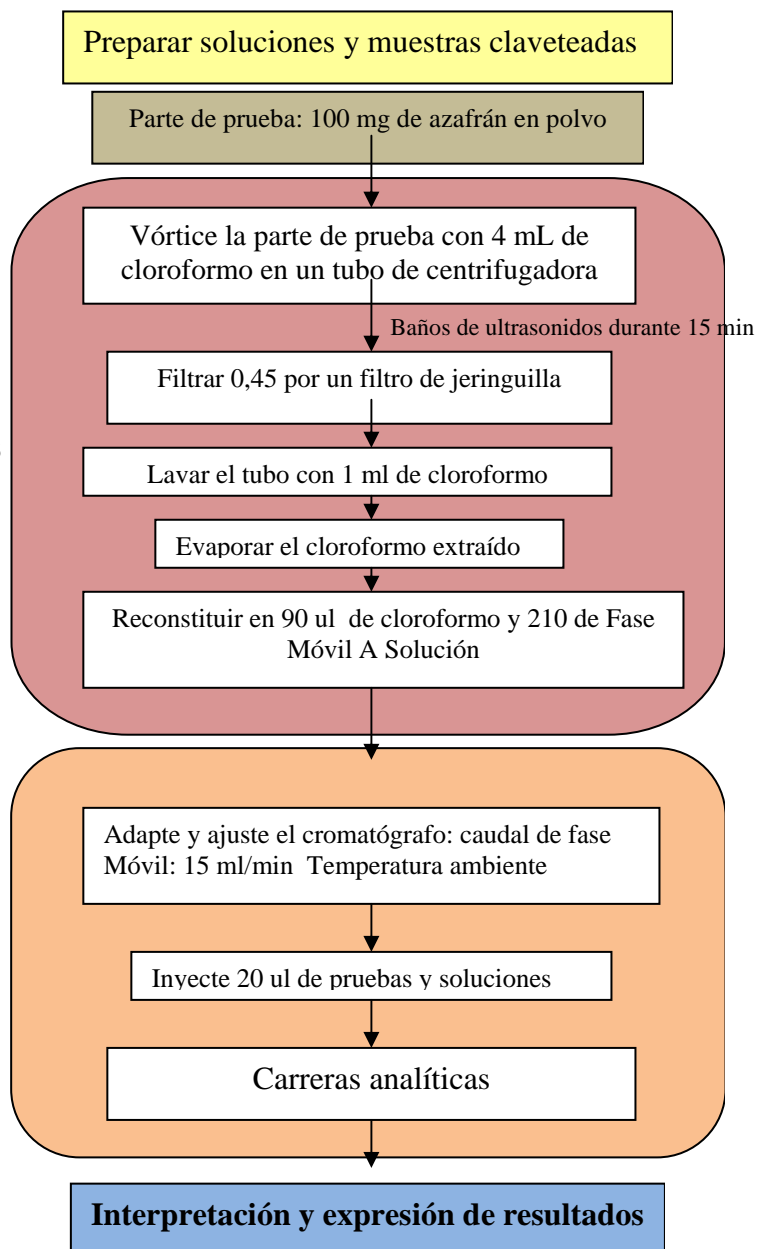 Preparar soluciones y muestras claveteadas
Parte de prueba: 100 mg de azafrán en polvo
Vórtice la parte de prueba con 4 mL de
cloroformo en un tubo de centrifugadora
Baños de ultrasonidos durante 15 min
Filtrar 0,45 por un filtro de jeringuilla
Lavar el tubo con 1 ml de cloroformo
Evaporar el cloroformo extraído
Reconstituir en 90 ul de cloroformo y 210 de Fase
Móvil A Solución
Adapte y ajuste el cromatógrafo: caudal de fase
Móvil: 15 ml/min Temperatura ambiente
Inyecte 20 ul de pruebas y soluciones
Carreras analíticas
Interpretación y expresión de resultados